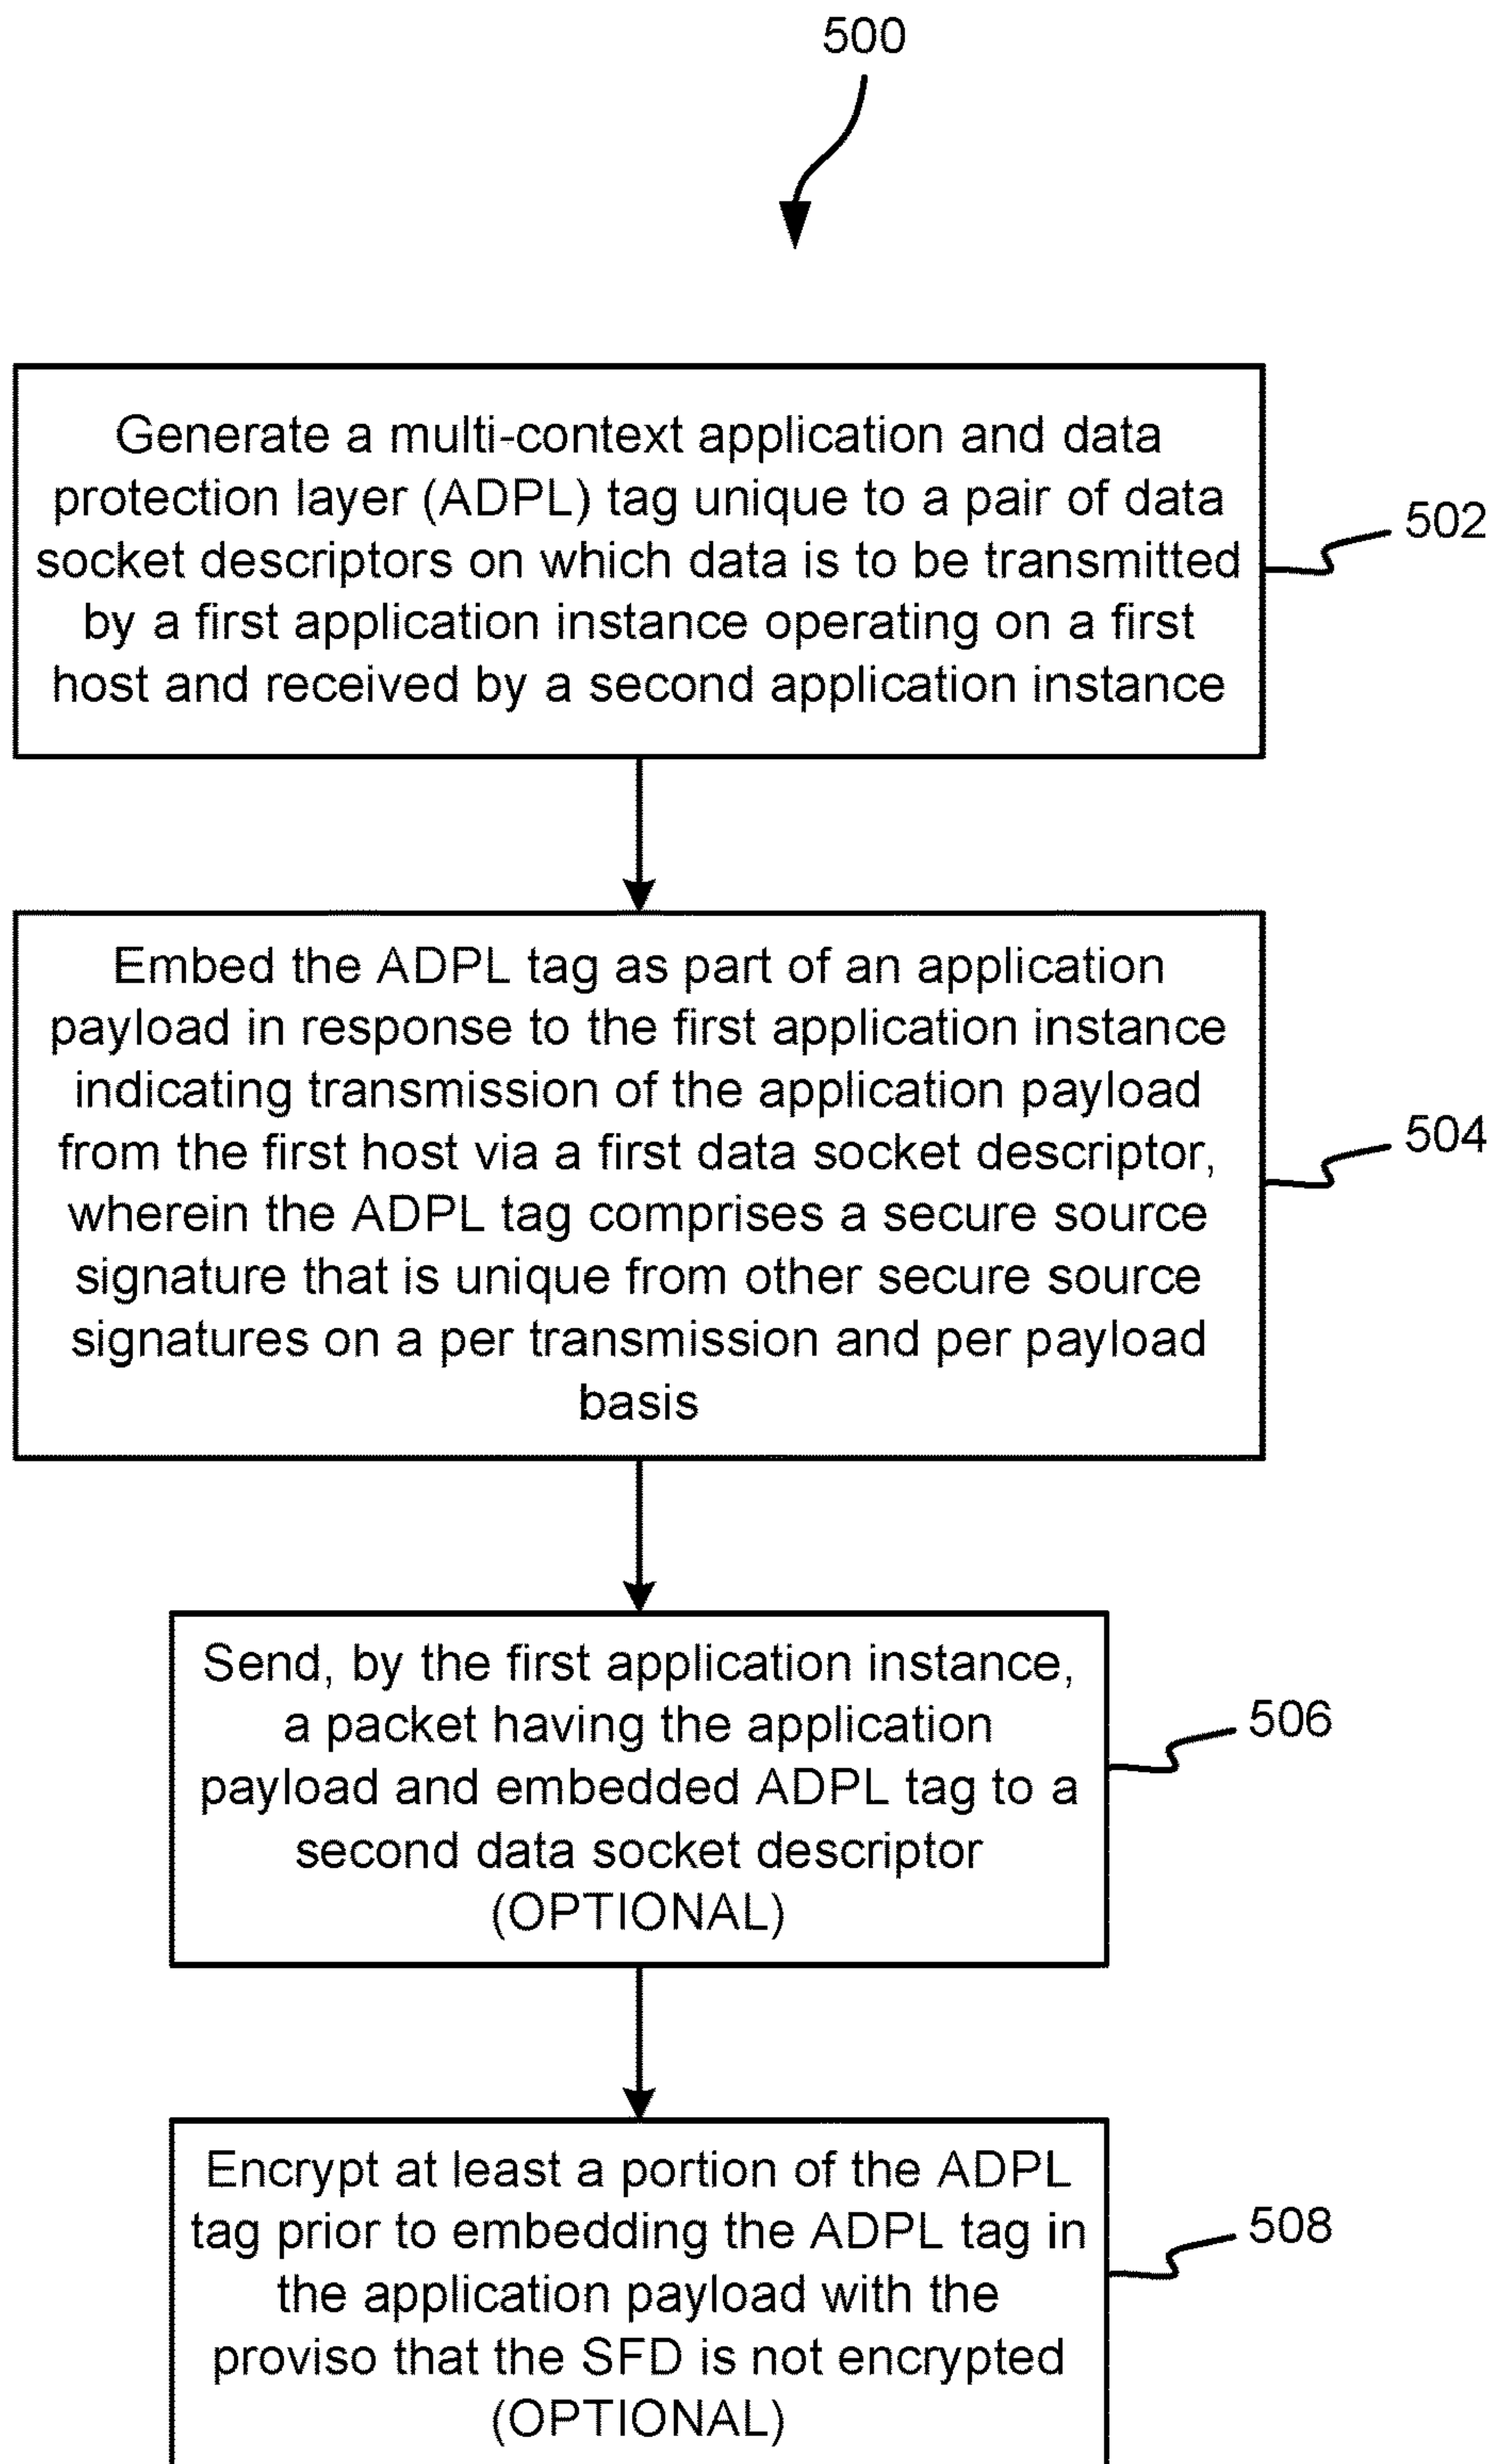 500
Generate a multi-context application and data
protection layer (ADPL) tag unique to a pair of data
socket descriptors on which data is to be transmitted
by a first application instance operating on a first
host and received by a second application instance
502
Embed the ADPL tag as part of an application
payload in response to the first application instance
indicating transmission of the application payload
from the first host via a first data socket descriptor,
wherein the ADPL tag comprises a secure source
signature that is unique from other secure source
signatures on a per transmission and per payload
basis
504
Send, by the first application instance,
a packet having the application
payload and embedded ADPL tag to a
second data socket descriptor
(OPTIONAL)
506
Encrypt at least a portion of the ADPL
tag prior to embedding the ADPL tag in
the application payload with the
proviso that the SFD is not encrypted
(OPTIONAL)
508